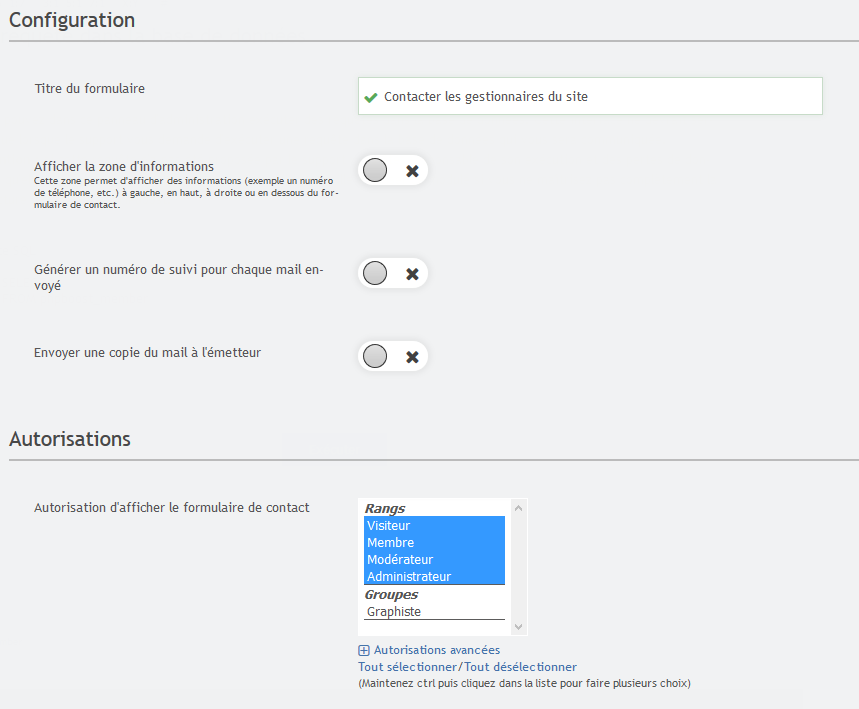 Configuration
Titre du formulaire
Contacter les gestionnaires du site
Afficher la zone d'informations
Cette zone permet d'afficher des informations (exemple un numéro
de téléphone, etc.) à gauche, en haut, à droite ou en dessous du for-
mulaire de contact.
Générer un numéro de suivi pour chaque mail en-
voyé
Envoyer une copie du mail à l'émetteur
Autorisations
Autorisation d'afficher le formulaire de contact
Rangs
Visiteur
Membre
Modérateur
Administrateur
Groupes
Graphiste
Autorisations avancées
Tout sélectionner/Tout désélectionner
(Maintenez ctrl puis cliquez dans la liste pour faire plusieurs choix)